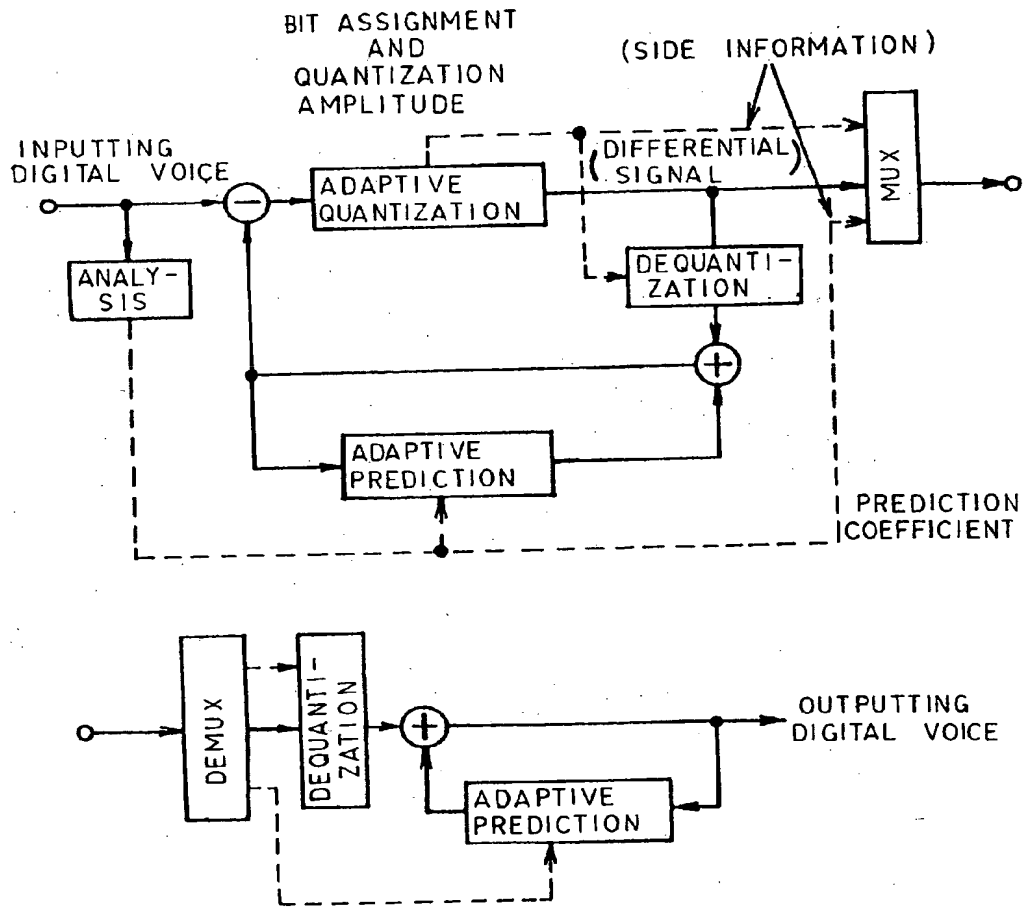 BIT ASSIGNMENT
AND
QUANTIZATION
AMPLITUDE
(SIDE INFORMATION)
INPUTTING
DIGITAL VOICE
ADAPTIVE
QUANTIZATION
(DIFFERENTIAL
SIGNAL)
MUX
ANALY-
SIS
DEQUANTI-
ZATION
ADAPTIVE
PREDICTION
PREDICTION
COEFFICIENT
DEMUX
DEQUANTI-
ZATION
OUTPUTTING
DIGITAL VOICE
ADAPTIVE
PREDICTION